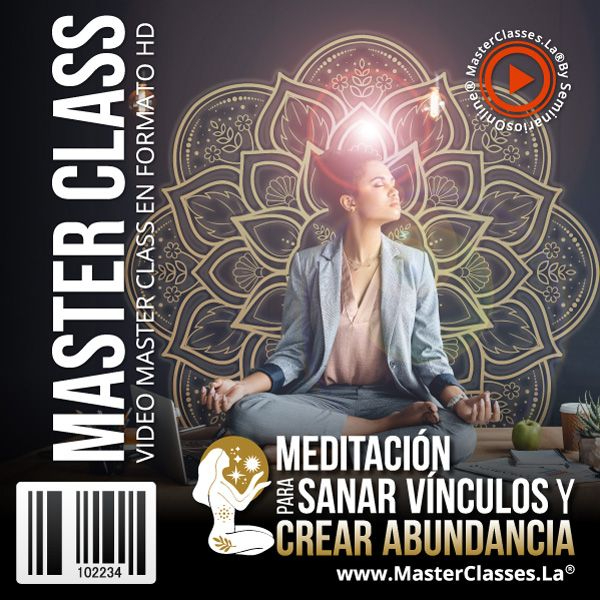 MASTER CLASS
VIDEO MASTER CLASS EN FORMATO HD
MasterClasses.La®By SeminariosOnline®
MEDITACIÓN
PARA SANAR VÍNCULOS Y
CREAR ABUNDANCIA
102234
www.MasterClasses.La®